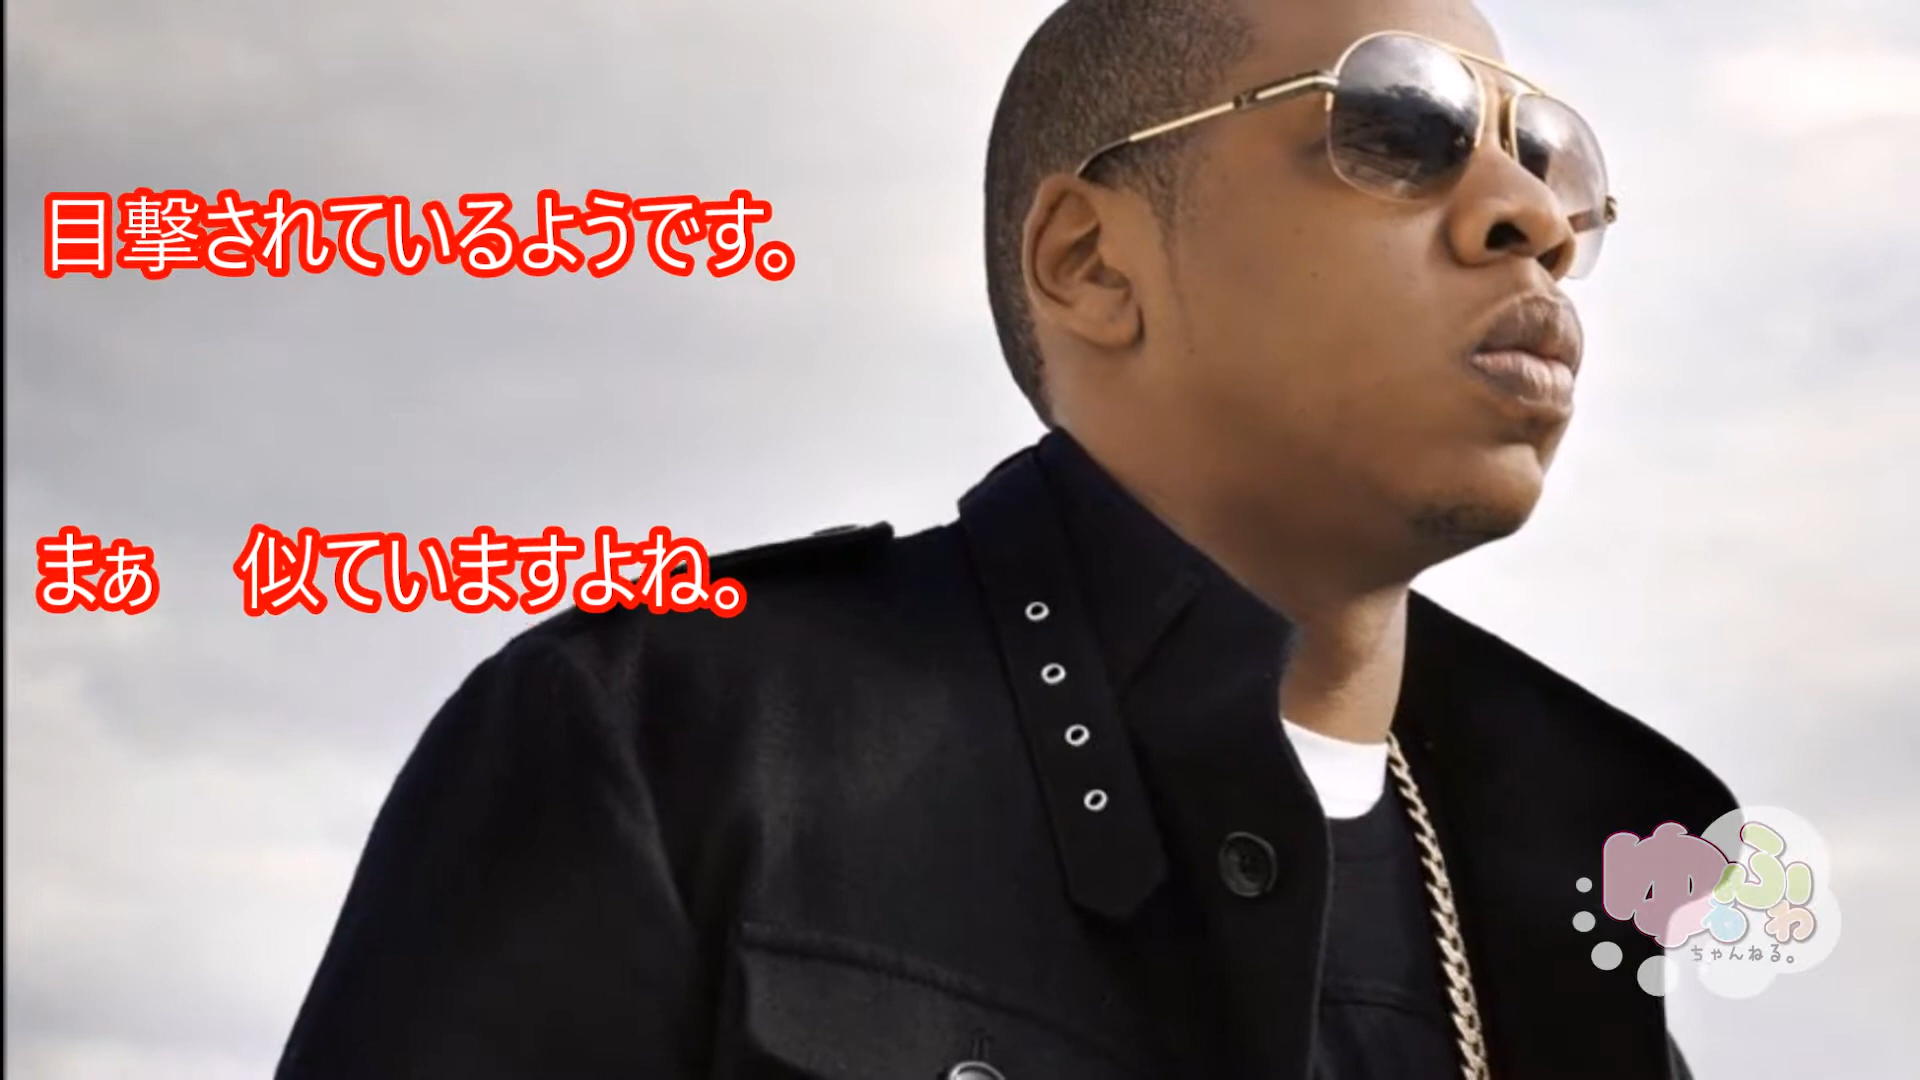 目撃されているようです。
まぁ　似ていますよね。
ゆるふわ
ちゃんねる。